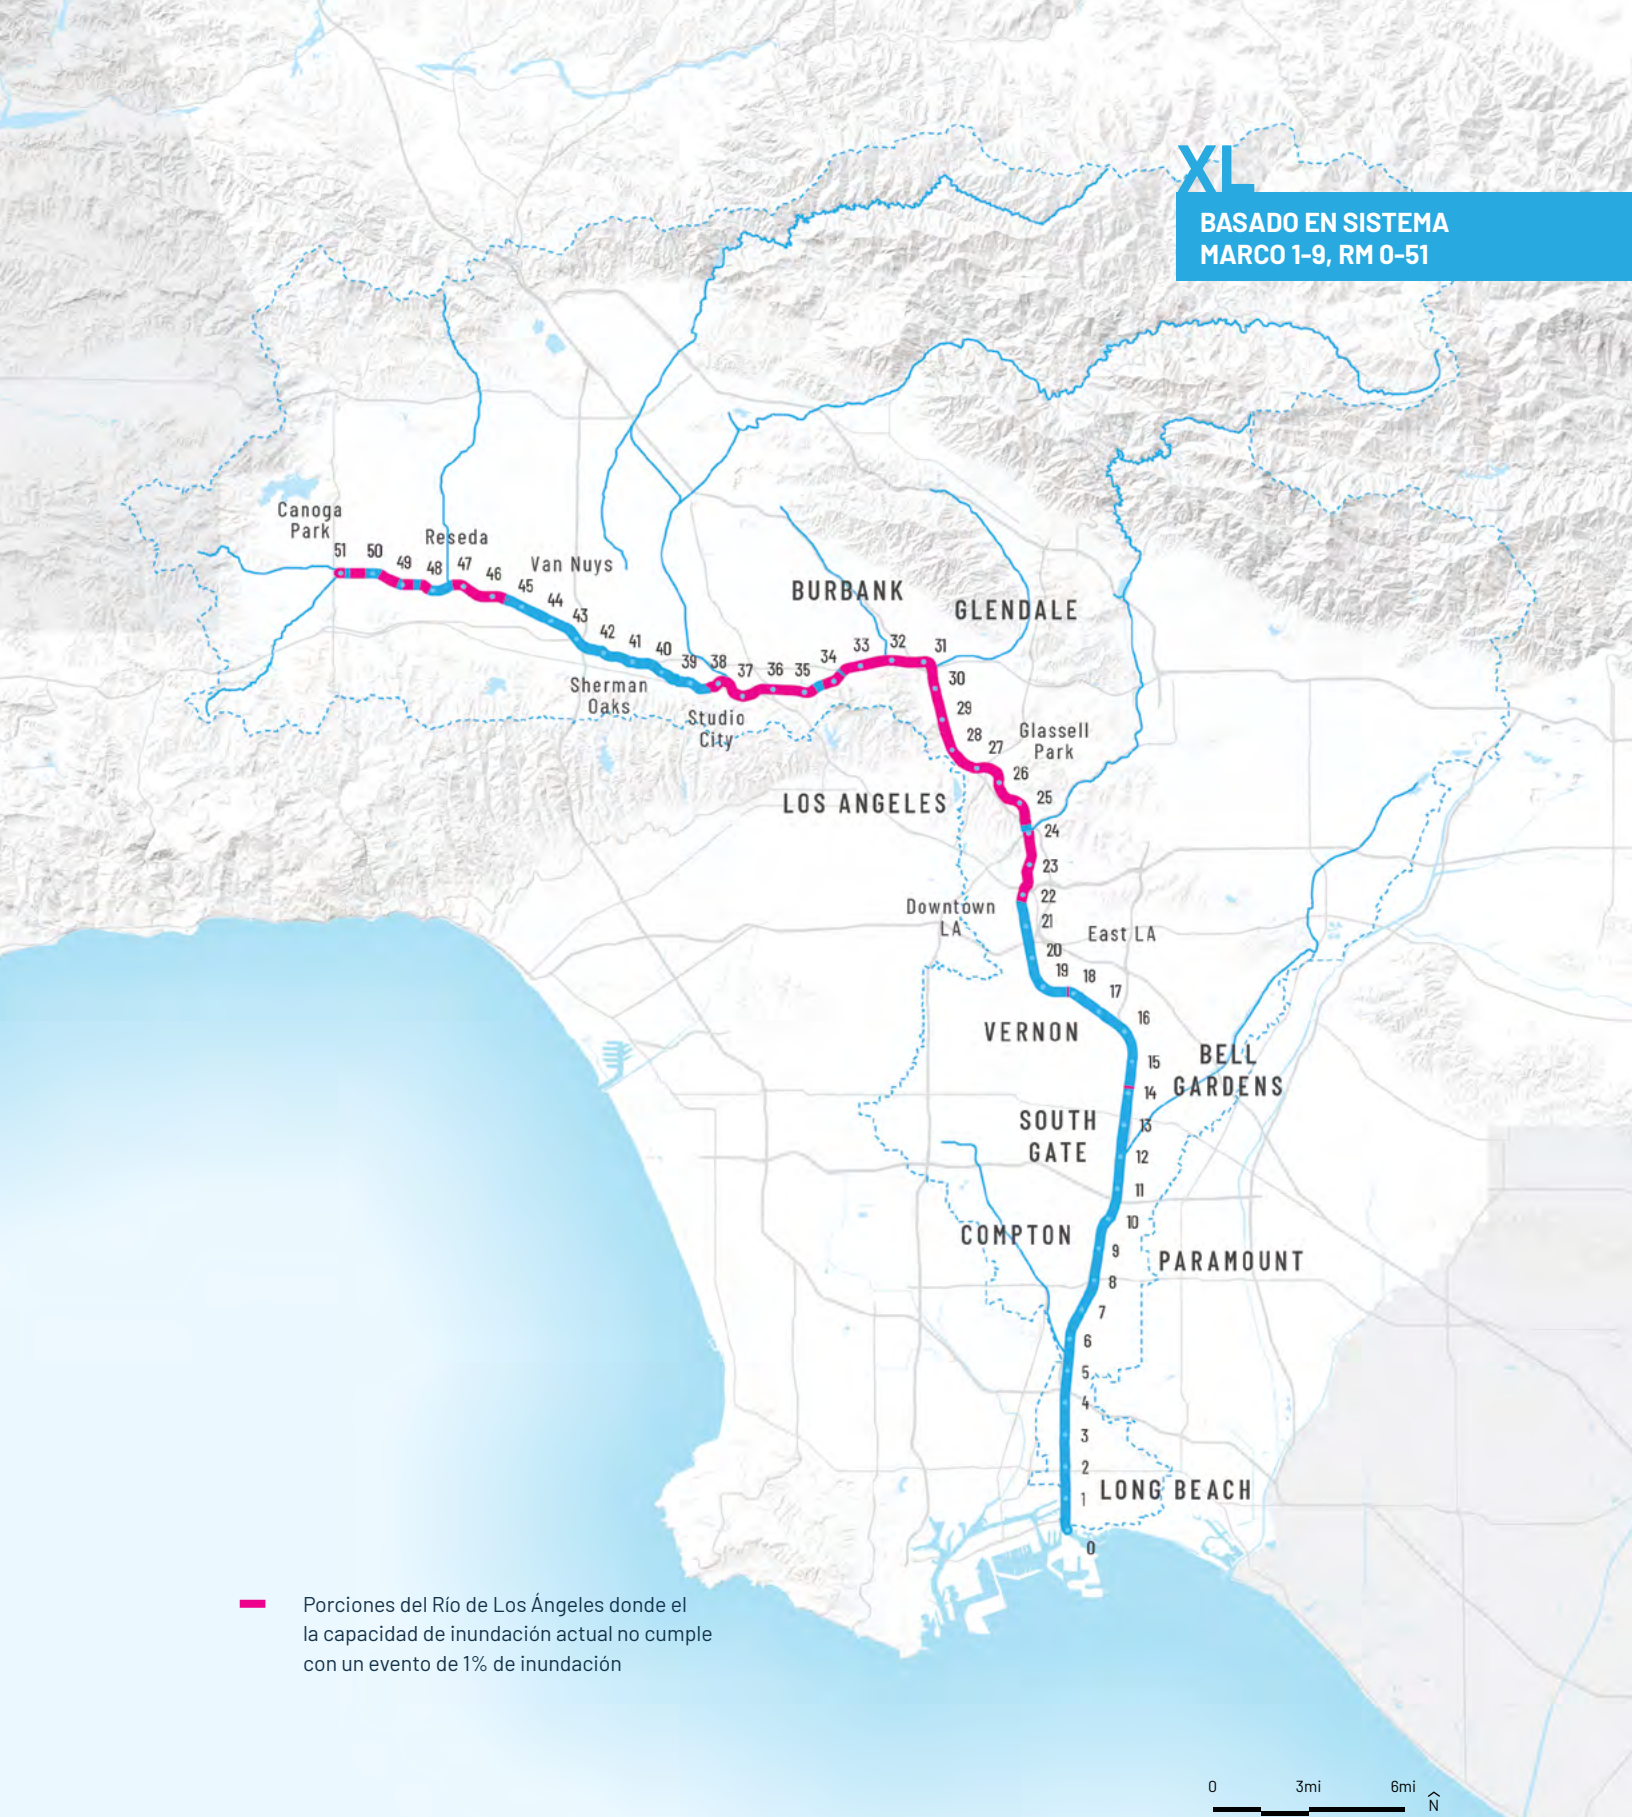 XL
BASADO EN SISTEMA
MARCO 1-9, RM 0-51
Canoga
Park
Reseda
Van Nuys
51
50
49
48
47
46
45
44
43
42
41
40
39
38
37
36
35
34
33
32
31
30
29
28
27
26
25
24
23
22
21
20
19
18
17
16
15
14
13
12
11
10
9
8
7
6
5
4
3
2
1
0
BURBANK
GLENDALE
Sherman
Oaks
Studio
City
Glassell
Park
LOS ANGELES
Downtown
LA
East LA
VERNON
BELL
GARDENS
SOUTH
GATE
COMPTON
PARAMOUNT
LONG BEACH
Porciones del Río de Los Ángeles donde el
la capacidad de inundación actual no cumple
con un evento de 1% de inundación
0 3mi 6mi
N